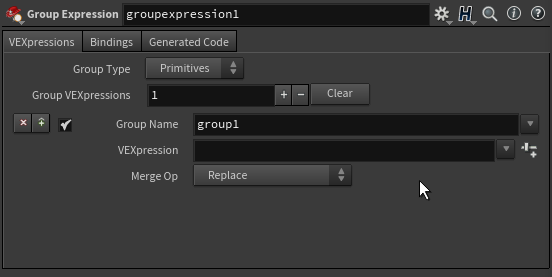 Group Expression groupexpression1
VEXpressions Bindings Generated Code
Group Type Primitives
Group VEXpressions 1 + − Clear
Group Name group1
VEXpression
Merge Op Replace